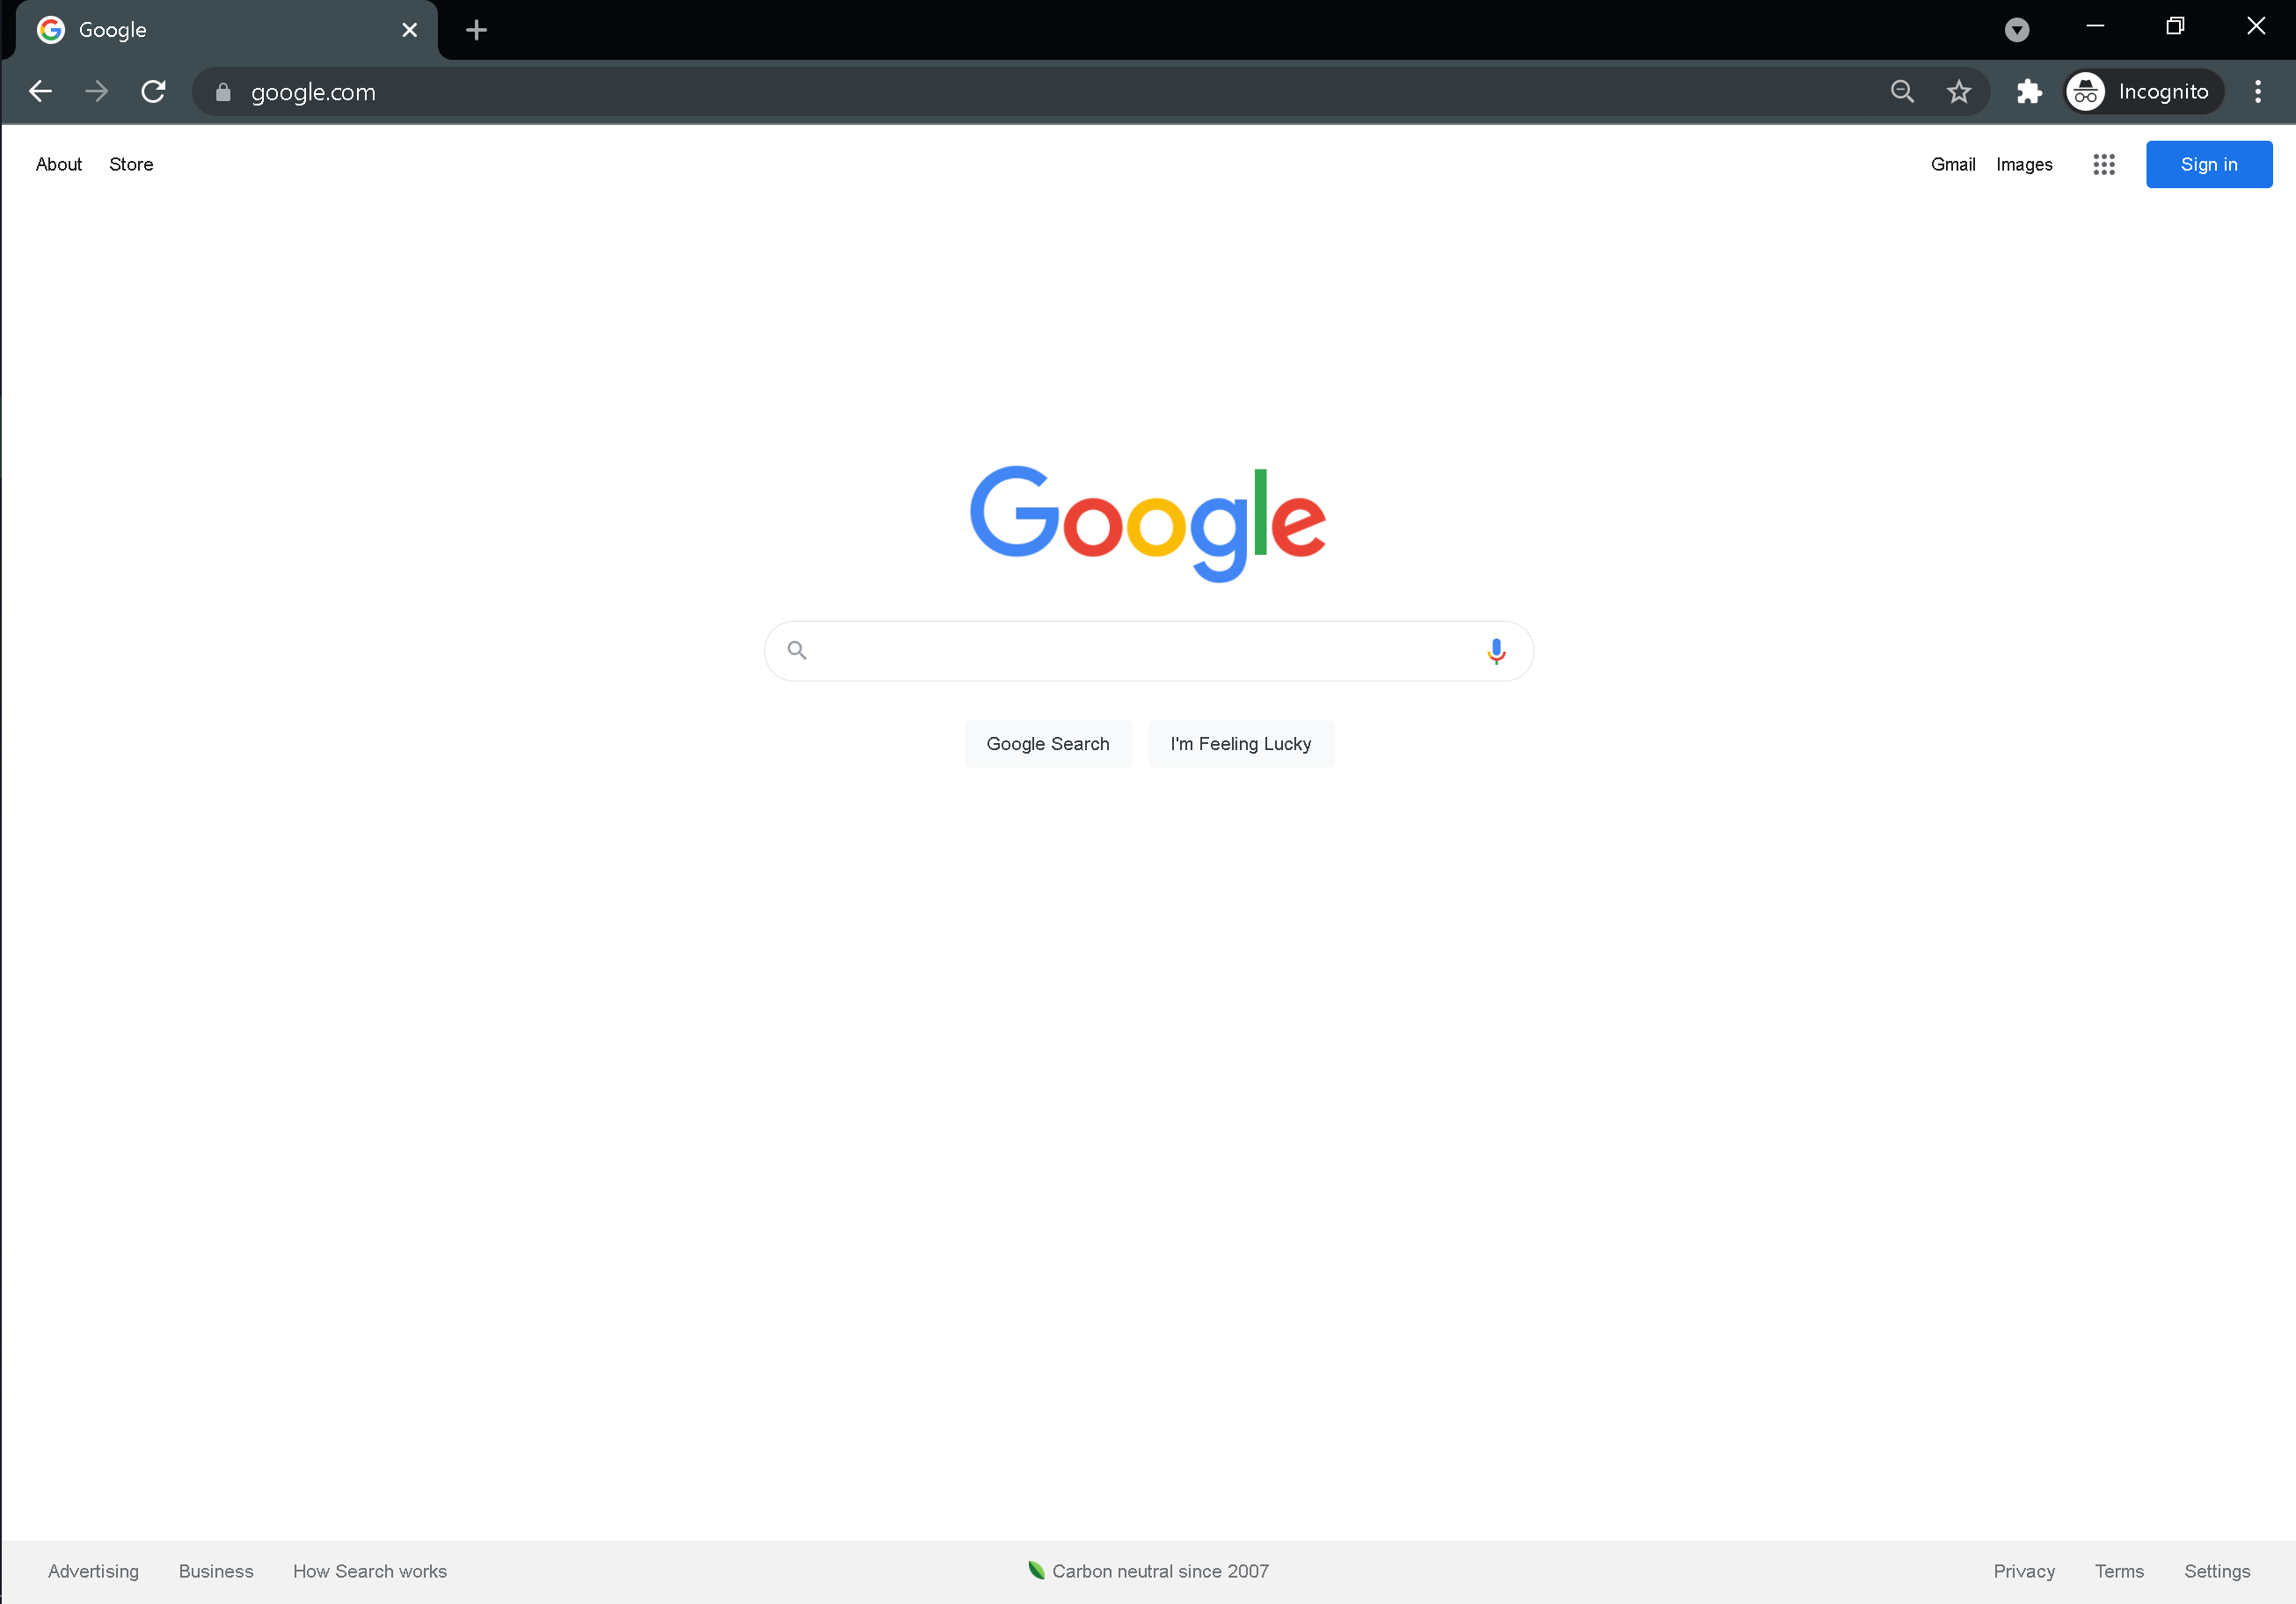 Google
google.com
Incognito
About Store
Gmail Images Sign in
Google
Google Search I'm Feeling Lucky
Advertising Business How Search works
Carbon neutral since 2007
Privacy Terms Settings